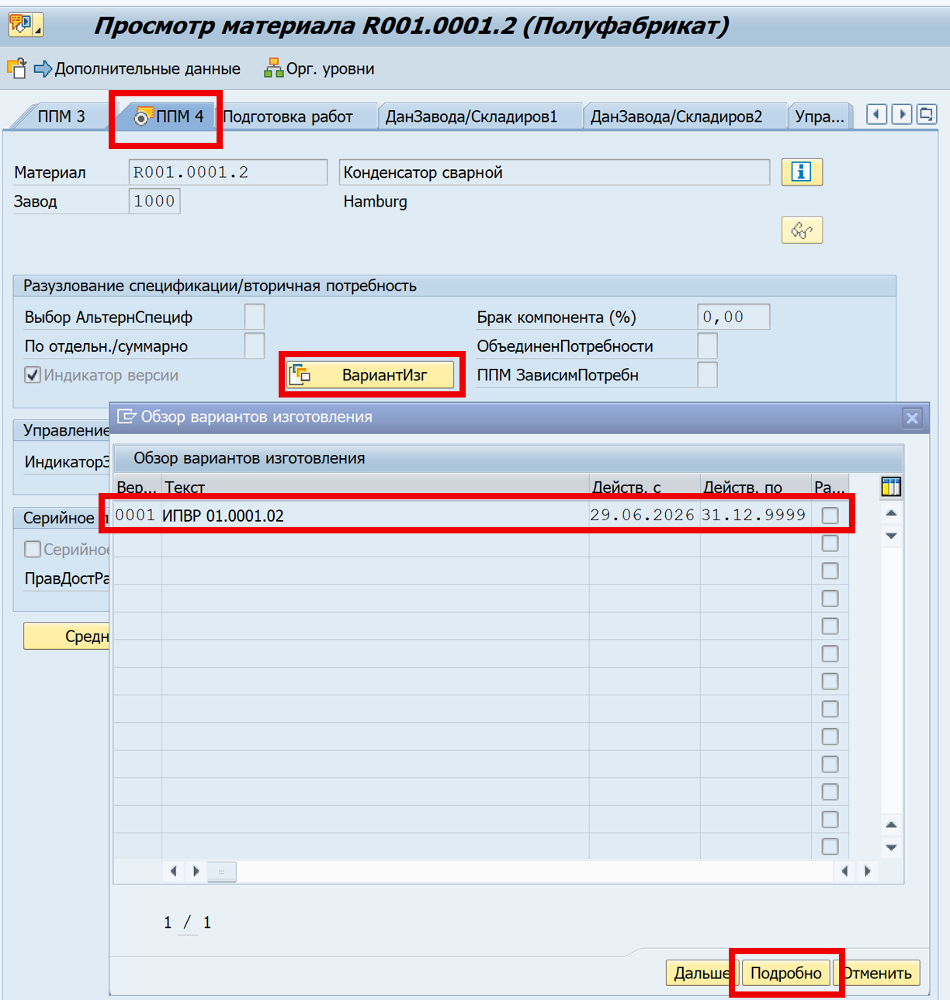 Просмотр материала R001.0001.2 (Полуфабрикат)
Дополнительные данные Орг. уровни
ППМ 3 ППМ 4 Подготовка работ ДанЗавода/Складиров1 ДанЗавода/Складиров2 Упра...
Материал R001.0001.2 Конденсатор сварной
Завод 1000 Hamburg
Разузлование спецификации/вторичная потребность
Выбор АльтернСпециф Брак компонента (%) 0,00
По отдельн./суммарно ОбъединенПотребности
Индикатор версии ВариантИзг ППМ ЗависимПотребн
Обзор вариантов изготовления
Управление
Обзор вариантов изготовления
ИндикаторЗ
Вер... Текст Действ. с Действ. по Ра...
Серийное п
0001 ИПВР 01.0001.02 29.06.2026 31.12.9999
Серийное
ПравДостРа
Средн
1 / 1
Дальше Подробно Отменить